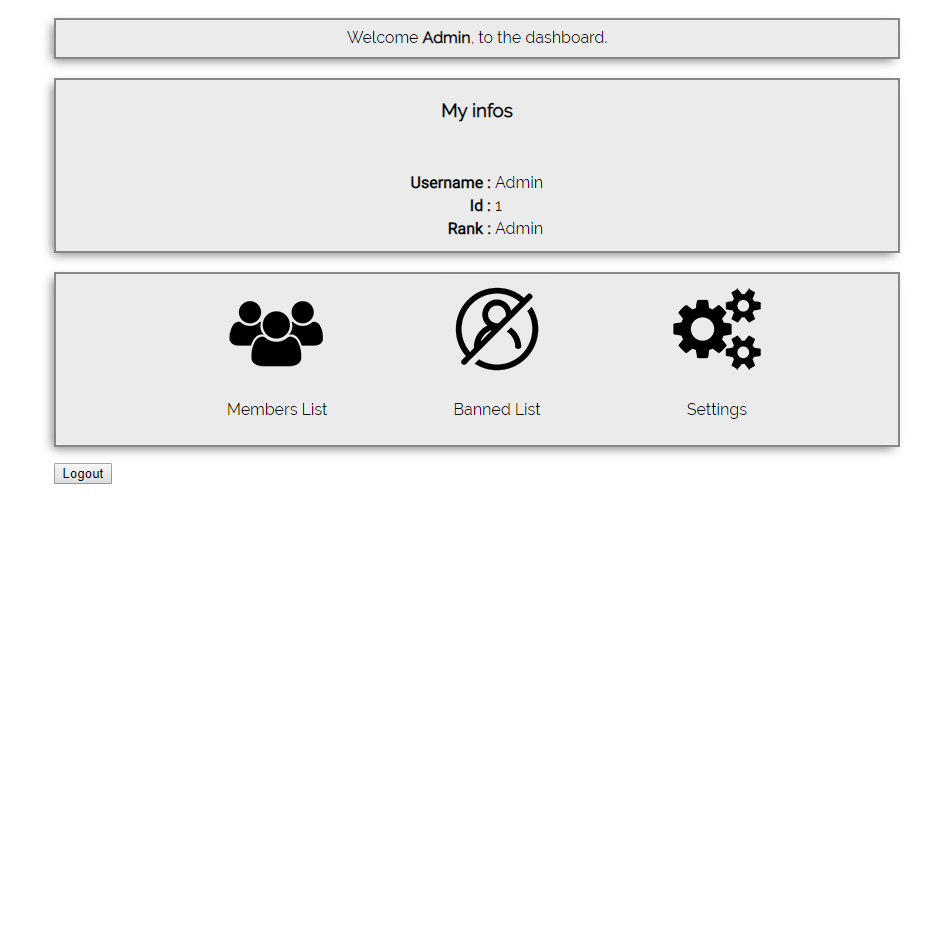 Welcome Admin, to the dashboard.
My infos
Username : Admin
Id : 1
Rank : Admin
Members List
Banned List
Settings
Logout